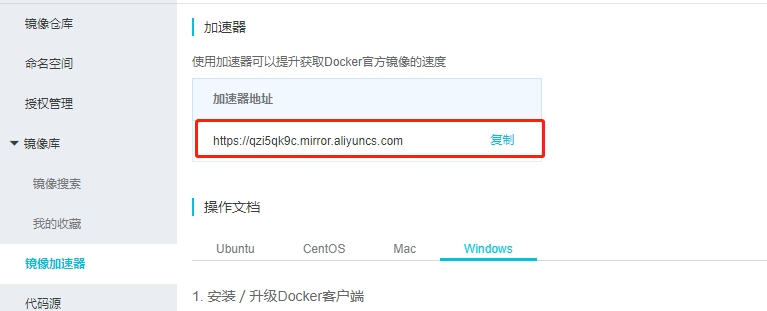 镜像仓库
命名空间
授权管理
镜像库
镜像搜索
我的收藏
镜像加速器
代码源
加速器
使用加速器可以提升获取Docker官方镜像的速度
加速器地址
https://qzi5qk9c.mirror.aliyuncs.com 复制
操作文档
Ubuntu CentOS Mac Windows
1. 安装 / 升级Docker客户端